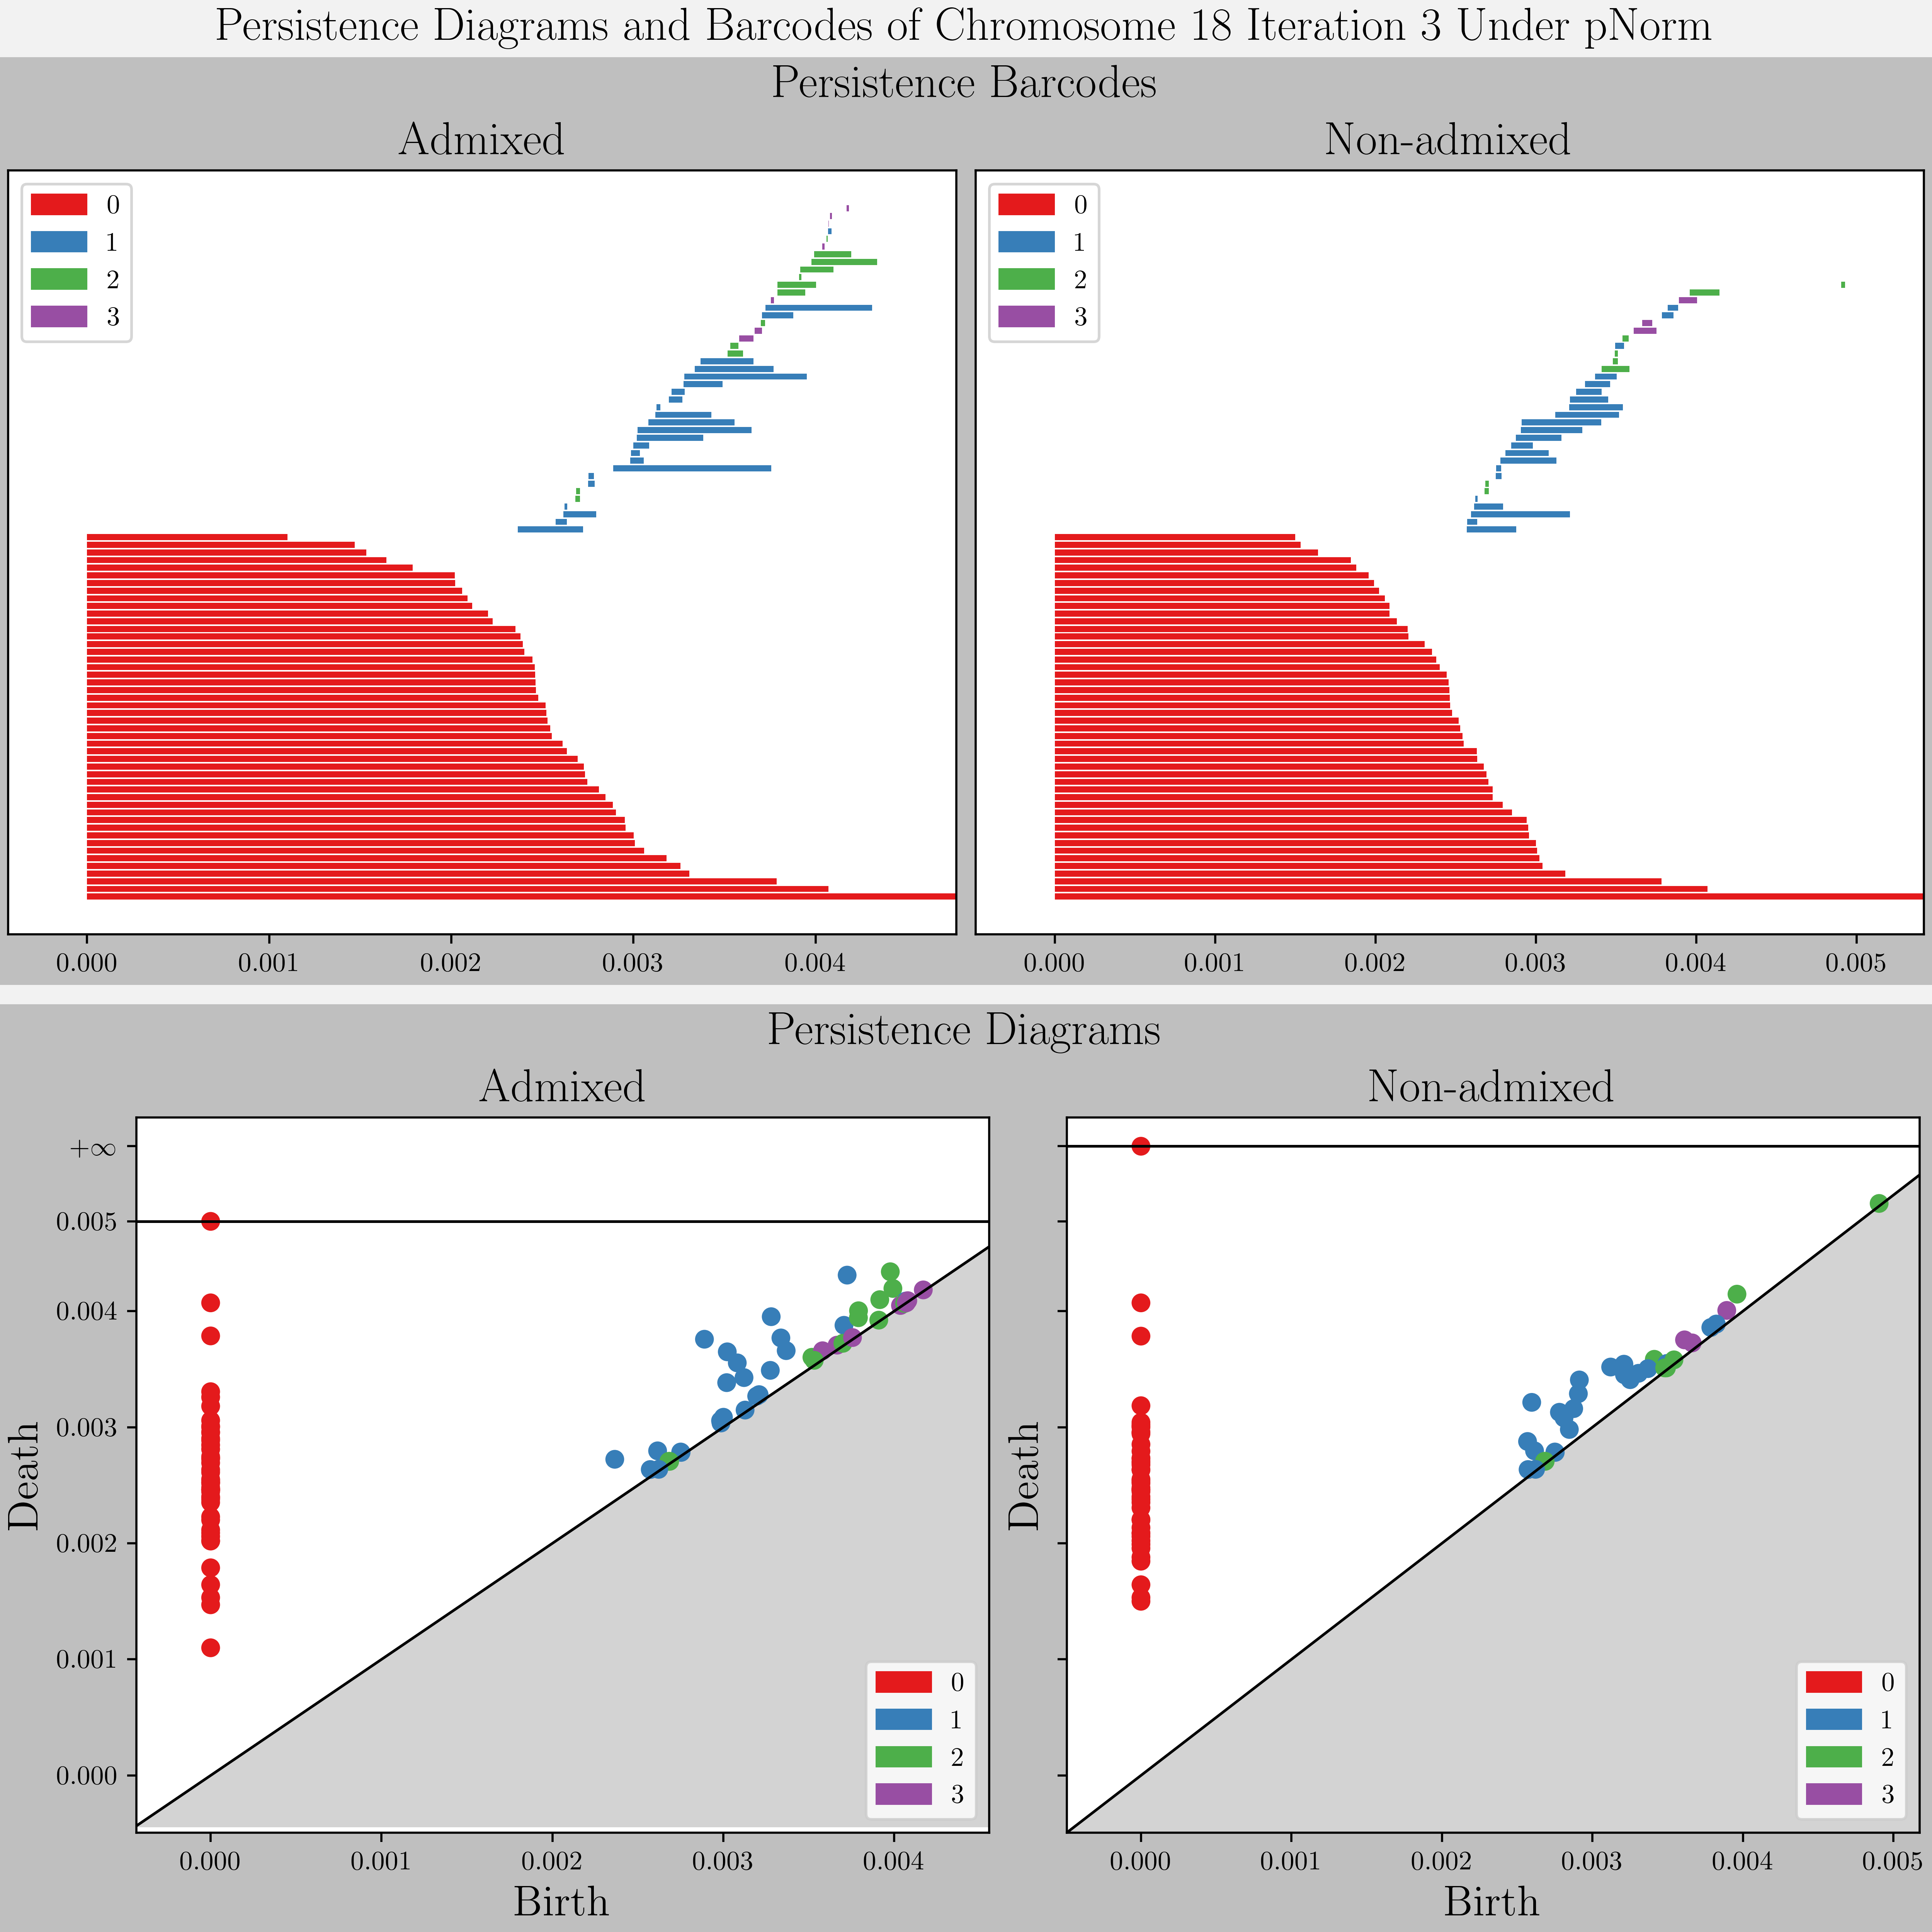 Persistence Diagrams and Barcodes of Chromosome 18 Iteration 3 Under pNorm
Persistence Barcodes
Admixed
Non-admixed
0
1
2
3
0
1
2
3
0.000 0.001 0.002 0.003 0.004
0.000 0.001 0.002 0.003 0.004 0.005
Persistence Diagrams
Admixed
Non-admixed
+∞
0.005
0.004
0.003
0.002
0.001
0.000
Death
Death
0
1
2
3
0
1
2
3
0.000 0.001 0.002 0.003 0.004
0.000 0.001 0.002 0.003 0.004 0.005
Birth
Birth